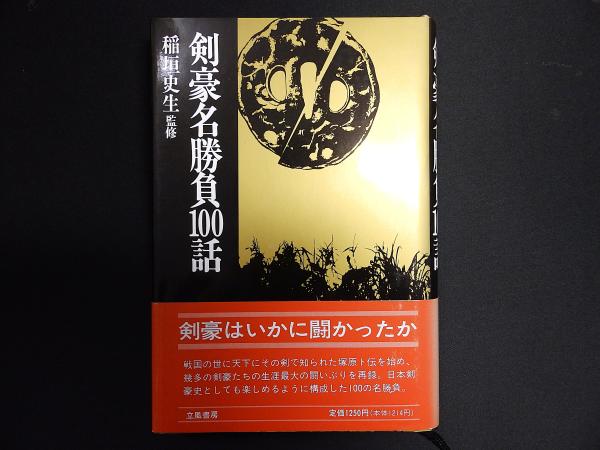 剣豪名勝負100話
稲垣史生 監修
剣豪はいかに闘かったか
戦国の世に天下にその剣で知られた塚原卜伝を始め、
幾多の剣豪たちの生涯最大の闘いぶりを再録。日本剣
豪史としても楽しめるように構成した100の名勝負。
立風書房
定価1250円(本体1214円)